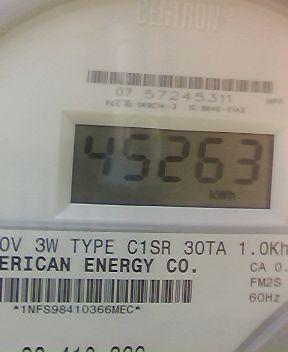 CENTRON
07 57245311
45263
kWh
0V 3W TYPE C1SR 30TA 1.0Kh
ERICAN ENERGY CO.
CA 0.
FM2S
60Hz
*1NFS98410366MEC*